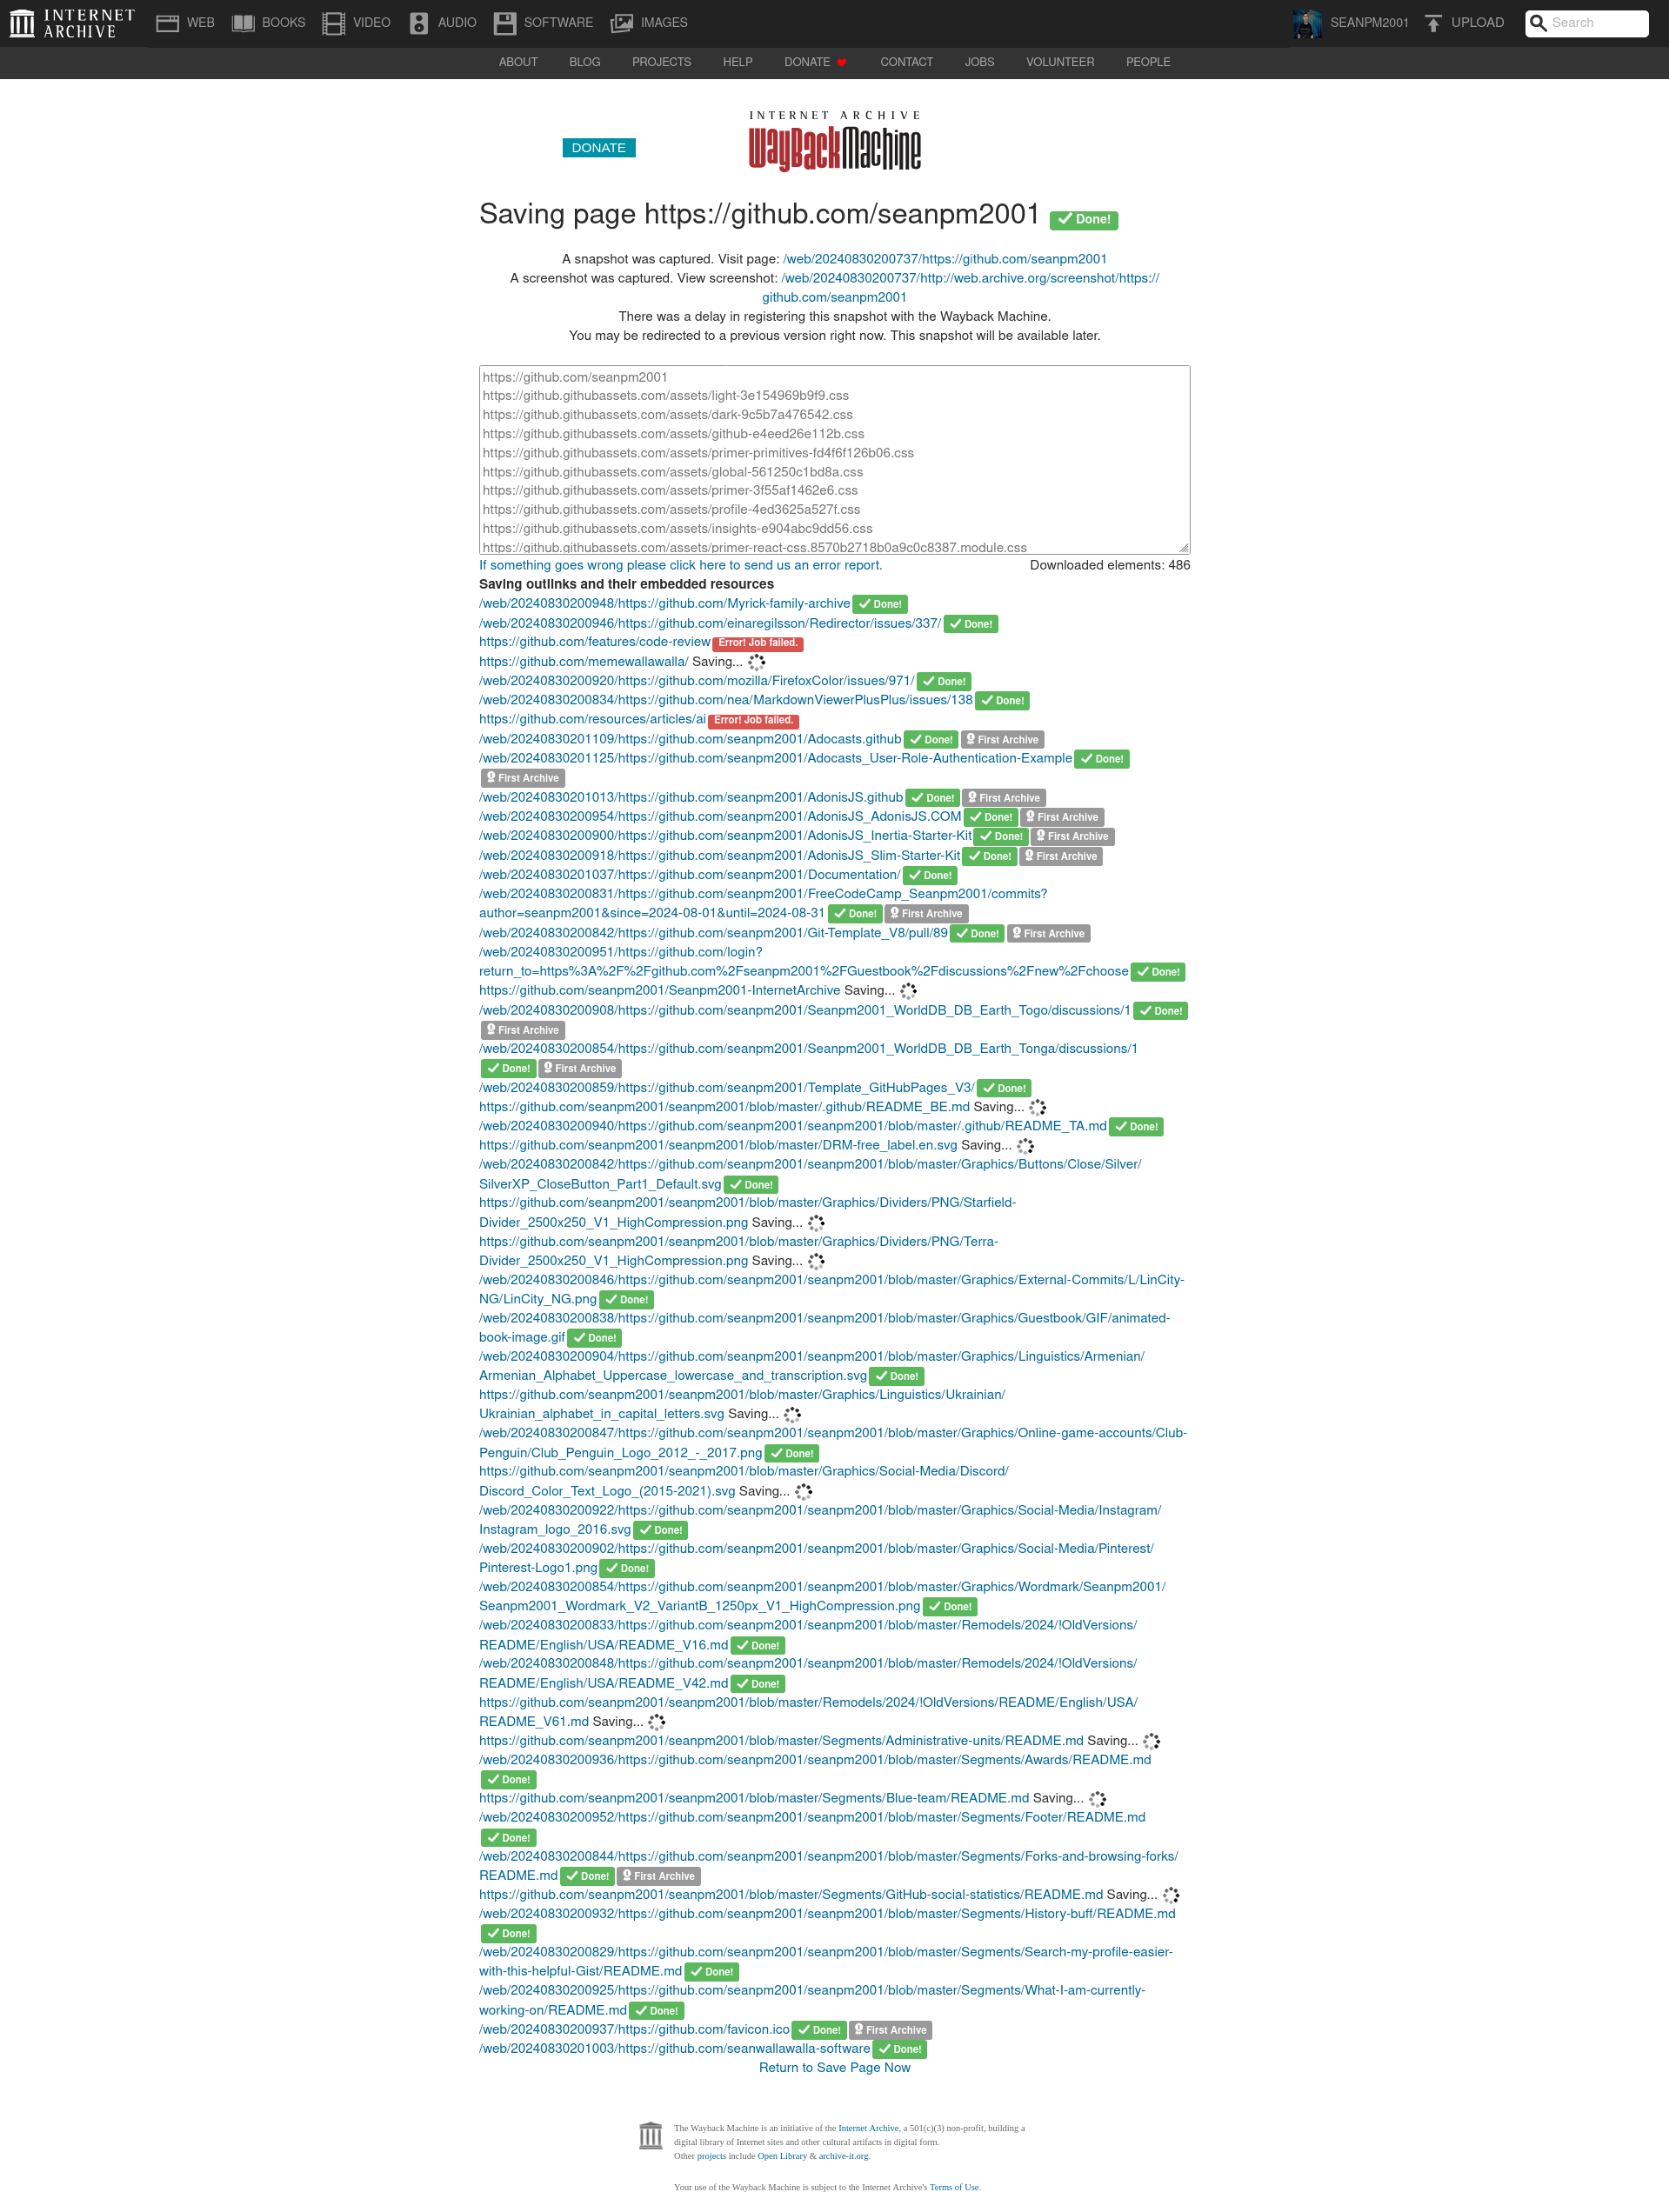 INTERNET ARCHIVE
WEB
BOOKS
VIDEO
AUDIO
SOFTWARE
IMAGES
SEANPM2001
UPLOAD
Search
ABOUT
BLOG
PROJECTS
HELP
DONATE
CONTACT
JOBS
VOLUNTEER
PEOPLE
DONATE
INTERNET ARCHIVE
WayBackMachine
Saving page https://github.com/seanpm2001 Done!
A snapshot was captured. Visit page: /web/20240830200737/https://github.com/seanpm2001
A screenshot was captured. View screenshot: /web/20240830200737/http://web.archive.org/screenshot/https://
github.com/seanpm2001
There was a delay in registering this snapshot with the Wayback Machine.
You may be redirected to a previous version right now. This snapshot will be available later.
https://github.com/seanpm2001
https://github.githubassets.com/assets/light-3e154969b9f9.css
https://github.githubassets.com/assets/dark-9c5b7a476542.css
https://github.githubassets.com/assets/github-e4eed26e112b.css
https://github.githubassets.com/assets/primer-primitives-fd4f6f126b06.css
https://github.githubassets.com/assets/global-561250c1bd8a.css
https://github.githubassets.com/assets/primer-3f55af1462e6.css
https://github.githubassets.com/assets/profile-4ed3625a527f.css
https://github.githubassets.com/assets/insights-e904abc9dd56.css
https://github.githubassets.com/assets/primer-react-css.8570b2718b0a9c0c8387.module.css
If something goes wrong please click here to send us an error report. Downloaded elements: 486
Saving outlinks and their embedded resources
/web/20240830200948/https://github.com/Myrick-family-archive Done!
/web/20240830200946/https://github.com/einaregilsson/Redirector/issues/337/ Done!
https://github.com/features/code-review Error! Job failed.
https://github.com/memewallawalla/ Saving...
/web/20240830200920/https://github.com/mozilla/FirefoxColor/issues/971/ Done!
/web/20240830200834/https://github.com/nea/MarkdownViewerPlusPlus/issues/138 Done!
https://github.com/resources/articles/ai Error! Job failed.
/web/20240830201109/https://github.com/seanpm2001/Adocasts.github Done! First Archive
/web/20240830201125/https://github.com/seanpm2001/Adocasts_User-Role-Authentication-Example Done!
First Archive
/web/20240830201013/https://github.com/seanpm2001/AdonisJS.github Done! First Archive
/web/20240830200954/https://github.com/seanpm2001/AdonisJS_AdonisJS.COM Done! First Archive
/web/20240830200900/https://github.com/seanpm2001/AdonisJS_Inertia-Starter-Kit Done! First Archive
/web/20240830200918/https://github.com/seanpm2001/AdonisJS_Slim-Starter-Kit Done! First Archive
/web/20240830201037/https://github.com/seanpm2001/Documentation/ Done!
/web/20240830200831/https://github.com/seanpm2001/FreeCodeCamp_Seanpm2001/commits?
author=seanpm2001&since=2024-08-01&until=2024-08-31 Done! First Archive
/web/20240830200842/https://github.com/seanpm2001/Git-Template_V8/pull/89 Done! First Archive
/web/20240830200951/https://github.com/login?
return_to=https%3A%2F%2Fgithub.com%2Fseanpm2001%2FGuestbook%2Fdiscussions%2Fnew%2Fchoose Done!
https://github.com/seanpm2001/Seanpm2001-InternetArchive Saving...
/web/20240830200908/https://github.com/seanpm2001/Seanpm2001_WorldDB_DB_Earth_Togo/discussions/1 Done!
First Archive
/web/20240830200854/https://github.com/seanpm2001/Seanpm2001_WorldDB_DB_Earth_Tonga/discussions/1
Done! First Archive
/web/20240830200859/https://github.com/seanpm2001/Template_GitHubPages_V3/ Done!
https://github.com/seanpm2001/seanpm2001/blob/master/.github/README_BE.md Saving...
/web/20240830200940/https://github.com/seanpm2001/seanpm2001/blob/master/.github/README_TA.md Done!
https://github.com/seanpm2001/seanpm2001/blob/master/DRM-free_label.en.svg Saving...
/web/20240830200842/https://github.com/seanpm2001/seanpm2001/blob/master/Graphics/Buttons/Close/Silver/
SilverXP_CloseButton_Part1_Default.svg Done!
https://github.com/seanpm2001/seanpm2001/blob/master/Graphics/Dividers/PNG/Starfield-
Divider_2500x250_V1_HighCompression.png Saving...
https://github.com/seanpm2001/seanpm2001/blob/master/Graphics/Dividers/PNG/Terra-
Divider_2500x250_V1_HighCompression.png Saving...
/web/20240830200846/https://github.com/seanpm2001/seanpm2001/blob/master/Graphics/External-Commits/L/LinCity-
NG/LinCity_NG.png Done!
/web/20240830200838/https://github.com/seanpm2001/seanpm2001/blob/master/Graphics/Guestbook/GIF/animated-
book-image.gif Done!
/web/20240830200904/https://github.com/seanpm2001/seanpm2001/blob/master/Graphics/Linguistics/Armenian/
Armenian_Alphabet_Uppercase_lowercase_and_transcription.svg Done!
https://github.com/seanpm2001/seanpm2001/blob/master/Graphics/Linguistics/Ukrainian/
Ukrainian_alphabet_in_capital_letters.svg Saving...
/web/20240830200847/https://github.com/seanpm2001/seanpm2001/blob/master/Graphics/Online-game-accounts/Club-
Penguin/Club_Penguin_Logo_2012_-_2017.png Done!
https://github.com/seanpm2001/seanpm2001/blob/master/Graphics/Social-Media/Discord/
Discord_Color_Text_Logo_(2015-2021).svg Saving...
/web/20240830200922/https://github.com/seanpm2001/seanpm2001/blob/master/Graphics/Social-Media/Instagram/
Instagram_logo_2016.svg Done!
/web/20240830200902/https://github.com/seanpm2001/seanpm2001/blob/master/Graphics/Social-Media/Pinterest/
Pinterest-Logo1.png Done!
/web/20240830200854/https://github.com/seanpm2001/seanpm2001/blob/master/Graphics/Wordmark/Seanpm2001/
Seanpm2001_Wordmark_V2_VariantB_1250px_V1_HighCompression.png Done!
/web/20240830200833/https://github.com/seanpm2001/seanpm2001/blob/master/Remodels/2024/!OldVersions/
README/English/USA/README_V16.md Done!
/web/20240830200848/https://github.com/seanpm2001/seanpm2001/blob/master/Remodels/2024/!OldVersions/
README/English/USA/README_V42.md Done!
https://github.com/seanpm2001/seanpm2001/blob/master/Remodels/2024/!OldVersions/README/English/USA/
README_V61.md Saving...
https://github.com/seanpm2001/seanpm2001/blob/master/Segments/Administrative-units/README.md Saving...
/web/20240830200936/https://github.com/seanpm2001/seanpm2001/blob/master/Segments/Awards/README.md
Done!
https://github.com/seanpm2001/seanpm2001/blob/master/Segments/Blue-team/README.md Saving...
/web/20240830200952/https://github.com/seanpm2001/seanpm2001/blob/master/Segments/Footer/README.md
Done!
/web/20240830200844/https://github.com/seanpm2001/seanpm2001/blob/master/Segments/Forks-and-browsing-forks/
README.md Done! First Archive
https://github.com/seanpm2001/seanpm2001/blob/master/Segments/GitHub-social-statistics/README.md Saving...
/web/20240830200932/https://github.com/seanpm2001/seanpm2001/blob/master/Segments/History-buff/README.md
Done!
/web/20240830200829/https://github.com/seanpm2001/seanpm2001/blob/master/Segments/Search-my-profile-easier-
with-this-helpful-Gist/README.md Done!
/web/20240830200925/https://github.com/seanpm2001/seanpm2001/blob/master/Segments/What-I-am-currently-
working-on/README.md Done!
/web/20240830200937/https://github.com/favicon.ico Done! First Archive
/web/20240830201003/https://github.com/seanwallawalla-software Done!
Return to Save Page Now
The Wayback Machine is an initiative of the Internet Archive, a 501(c)(3) non-profit, building a
digital library of Internet sites and other cultural artifacts in digital form.
Other projects include Open Library & archive-it.org.
Your use of the Wayback Machine is subject to the Internet Archive's Terms of Use.